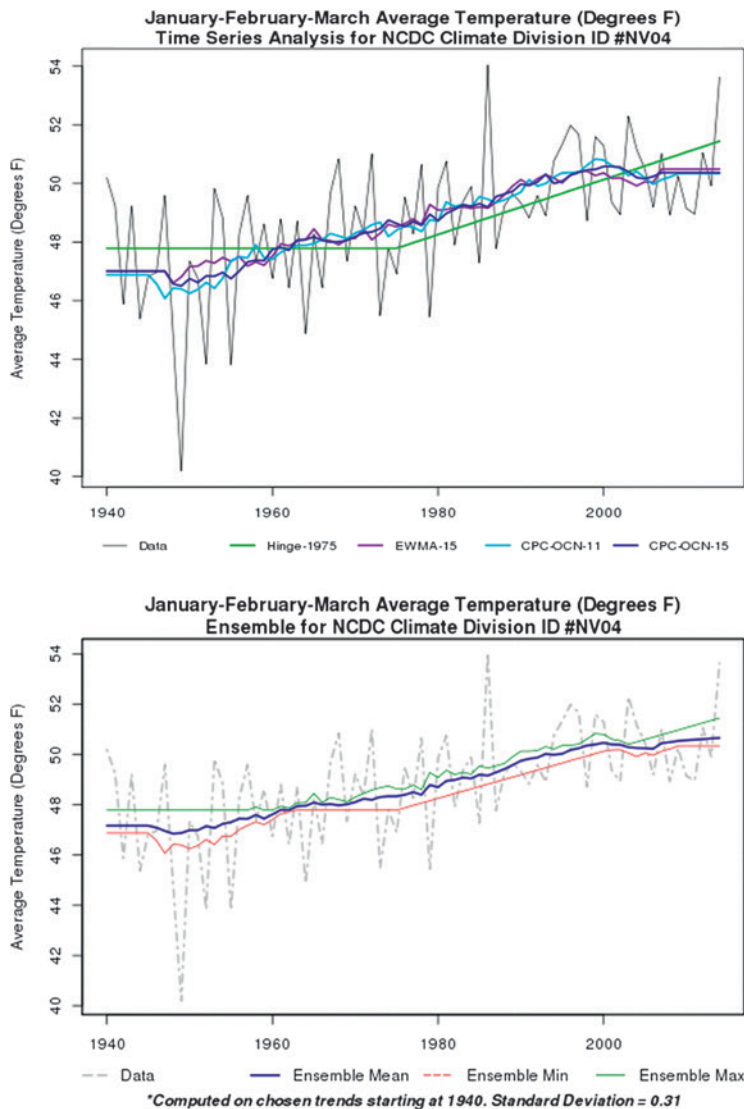 January-February-March Average Temperature (Degrees F)
Time Series Analysis for NCDC Climate Division ID #NV04
Average Temperature (Degrees F)
54
52
50
48
46
44
42
40
1940
1960
1980
2000
Data
Hinge-1975
EWMA-15
CPC-OCN-11
CPC-OCN-15
January-February-March Average Temperature (Degrees F)
Ensemble for NCDC Climate Division ID #NV04
Average Temperature (Degrees F)
54
52
50
48
46
44
42
40
1940
1960
1980
2000
Data
Ensemble Mean
Ensemble Min
Ensemble Max
*Computed on chosen trends starting at 1940. Standard Deviation = 0.31